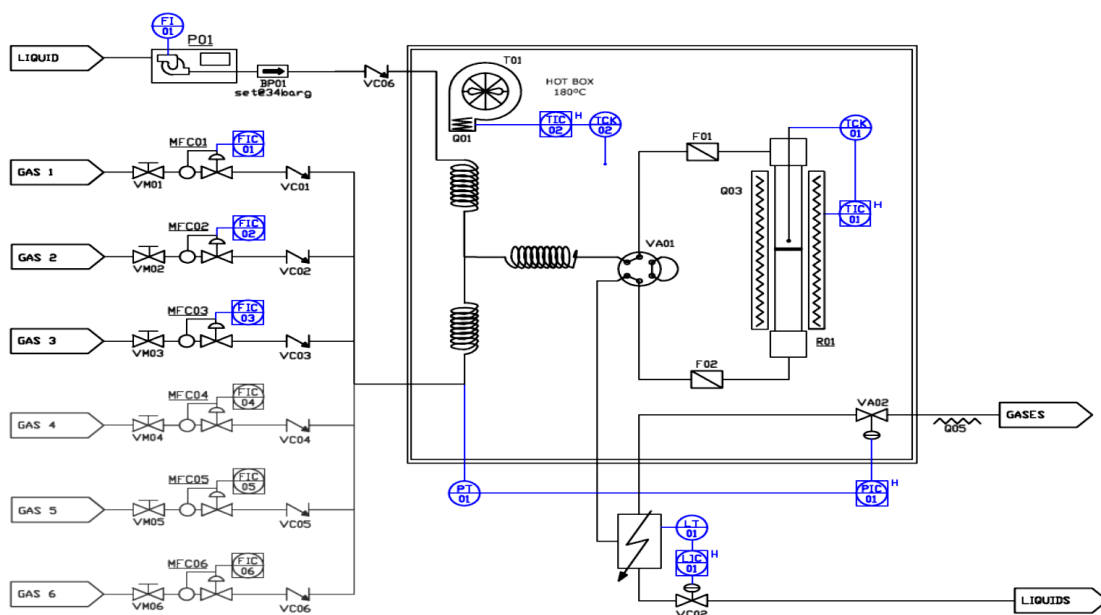 FI
01
P01
LIQUID
BP01
set@34barg
VC06
T01
HOT BOX
180ºC
Q01
TIC
02
H
TCK
02
MFC01
FIC
01
GAS 1
VM01
VC01
MFC02
FIC
02
GAS 2
VM02
VC02
MFC03
FIC
03
GAS 3
VM03
VC03
MFC04
FIC
04
GAS 4
VM04
VC04
MFC05
FIC
05
GAS 5
VM05
VC05
MFC06
FIC
06
GAS 6
VM06
VC06
F01
TCK
01
Q03
TIC
01
H
VA01
R01
F02
VA02
GASES
Q05
PT
01
PIC
01
H
LT
01
LIC
01
H
VC02
LIQUIDS